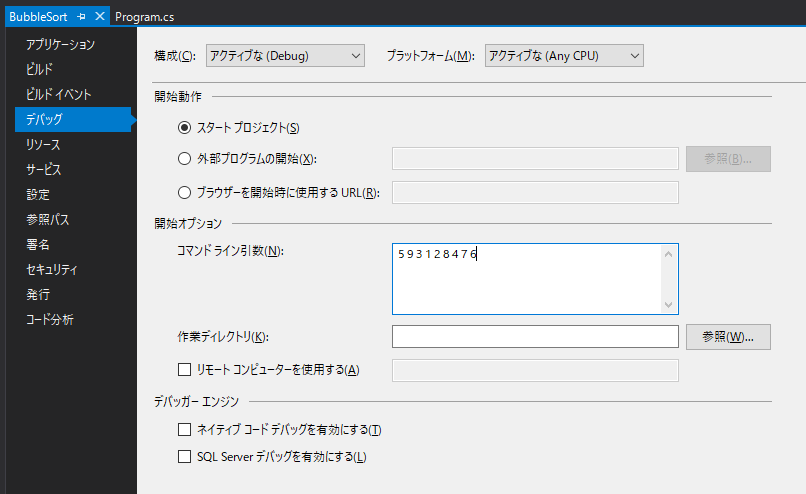 BubbleSort Program.cs
アプリケーション
ビルド
ビルド イベント
デバッグ
リソース
サービス
設定
参照パス
署名
セキュリティ
発行
コード分析
構成(C): アクティブな (Debug) プラットフォーム(M): アクティブな (Any CPU)
開始動作
スタート プロジェクト(S)
外部プログラムの開始(X): 参照(B)...
ブラウザーを開始時に使用する URL(R):
開始オプション
コマンド ライン引数(N): 5 9 3 1 2 8 4 7 6
作業ディレクトリ(K): 参照(W)...
リモート コンピューターを使用する(A)
デバッガー エンジン
ネイティブ コード デバッグを有効にする(T)
SQL Server デバッグを有効にする(L)